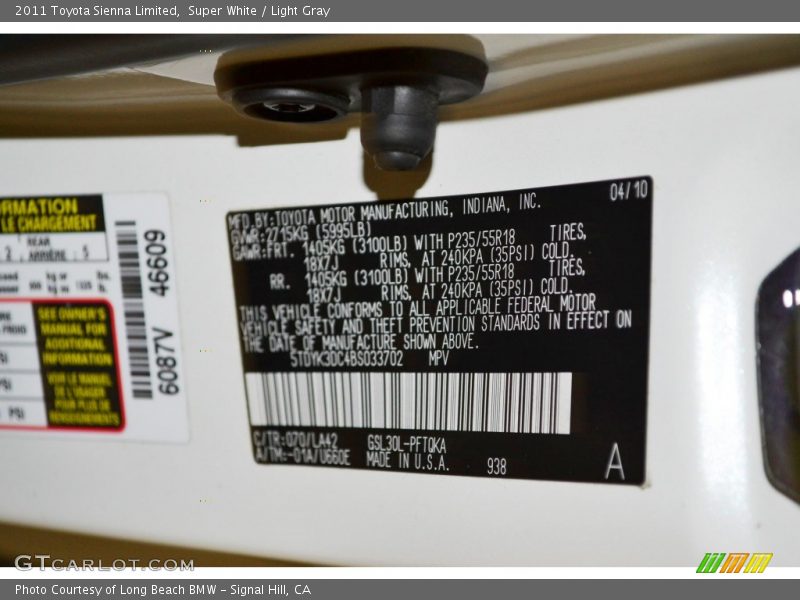 2011 Toyota Sienna Limited, Super White / Light Gray
04/10
MFD.BY:TOYOTA MOTOR MANUFACTURING, INDIANA, INC.
GVWR:2715KG (5995LB)
GAWR:FRT. 1405KG (3100LB) WITH P235/55R18 TIRES,
18X7J RIMS, AT 240KPA (35PSI) COLD.
RR. 1405KG (3100LB) WITH P235/55R18 TIRES,
18X7J RIMS, AT 240KPA (35PSI) COLD.
THIS VEHICLE CONFORMS TO ALL APPLICABLE FEDERAL MOTOR
VEHICLE SAFETY AND THEFT PREVENTION STANDARDS IN EFFECT ON
THE DATE OF MANUFACTURE SHOWN ABOVE.
5TDYK3DC4BS033702 MPV
C/TR:070/LA42 GSL30L-PFTQKA
A/TM:-01A/U660E MADE IN U.S.A. 938
A
RMATION
LE CHARGEMENT
2 REAR
ARRIÈRE : 5
SEE OWNER'S
MANUAL FOR
ADDITIONAL
INFORMATION
VOIR LE MANUEL
DE L'USAGER
POUR PLUS DE
RENSEIGNEMENTS
PSI
6087V 46609
GTCARLOT.COM
Photo Courtesy of Long Beach BMW - Signal Hill, CA